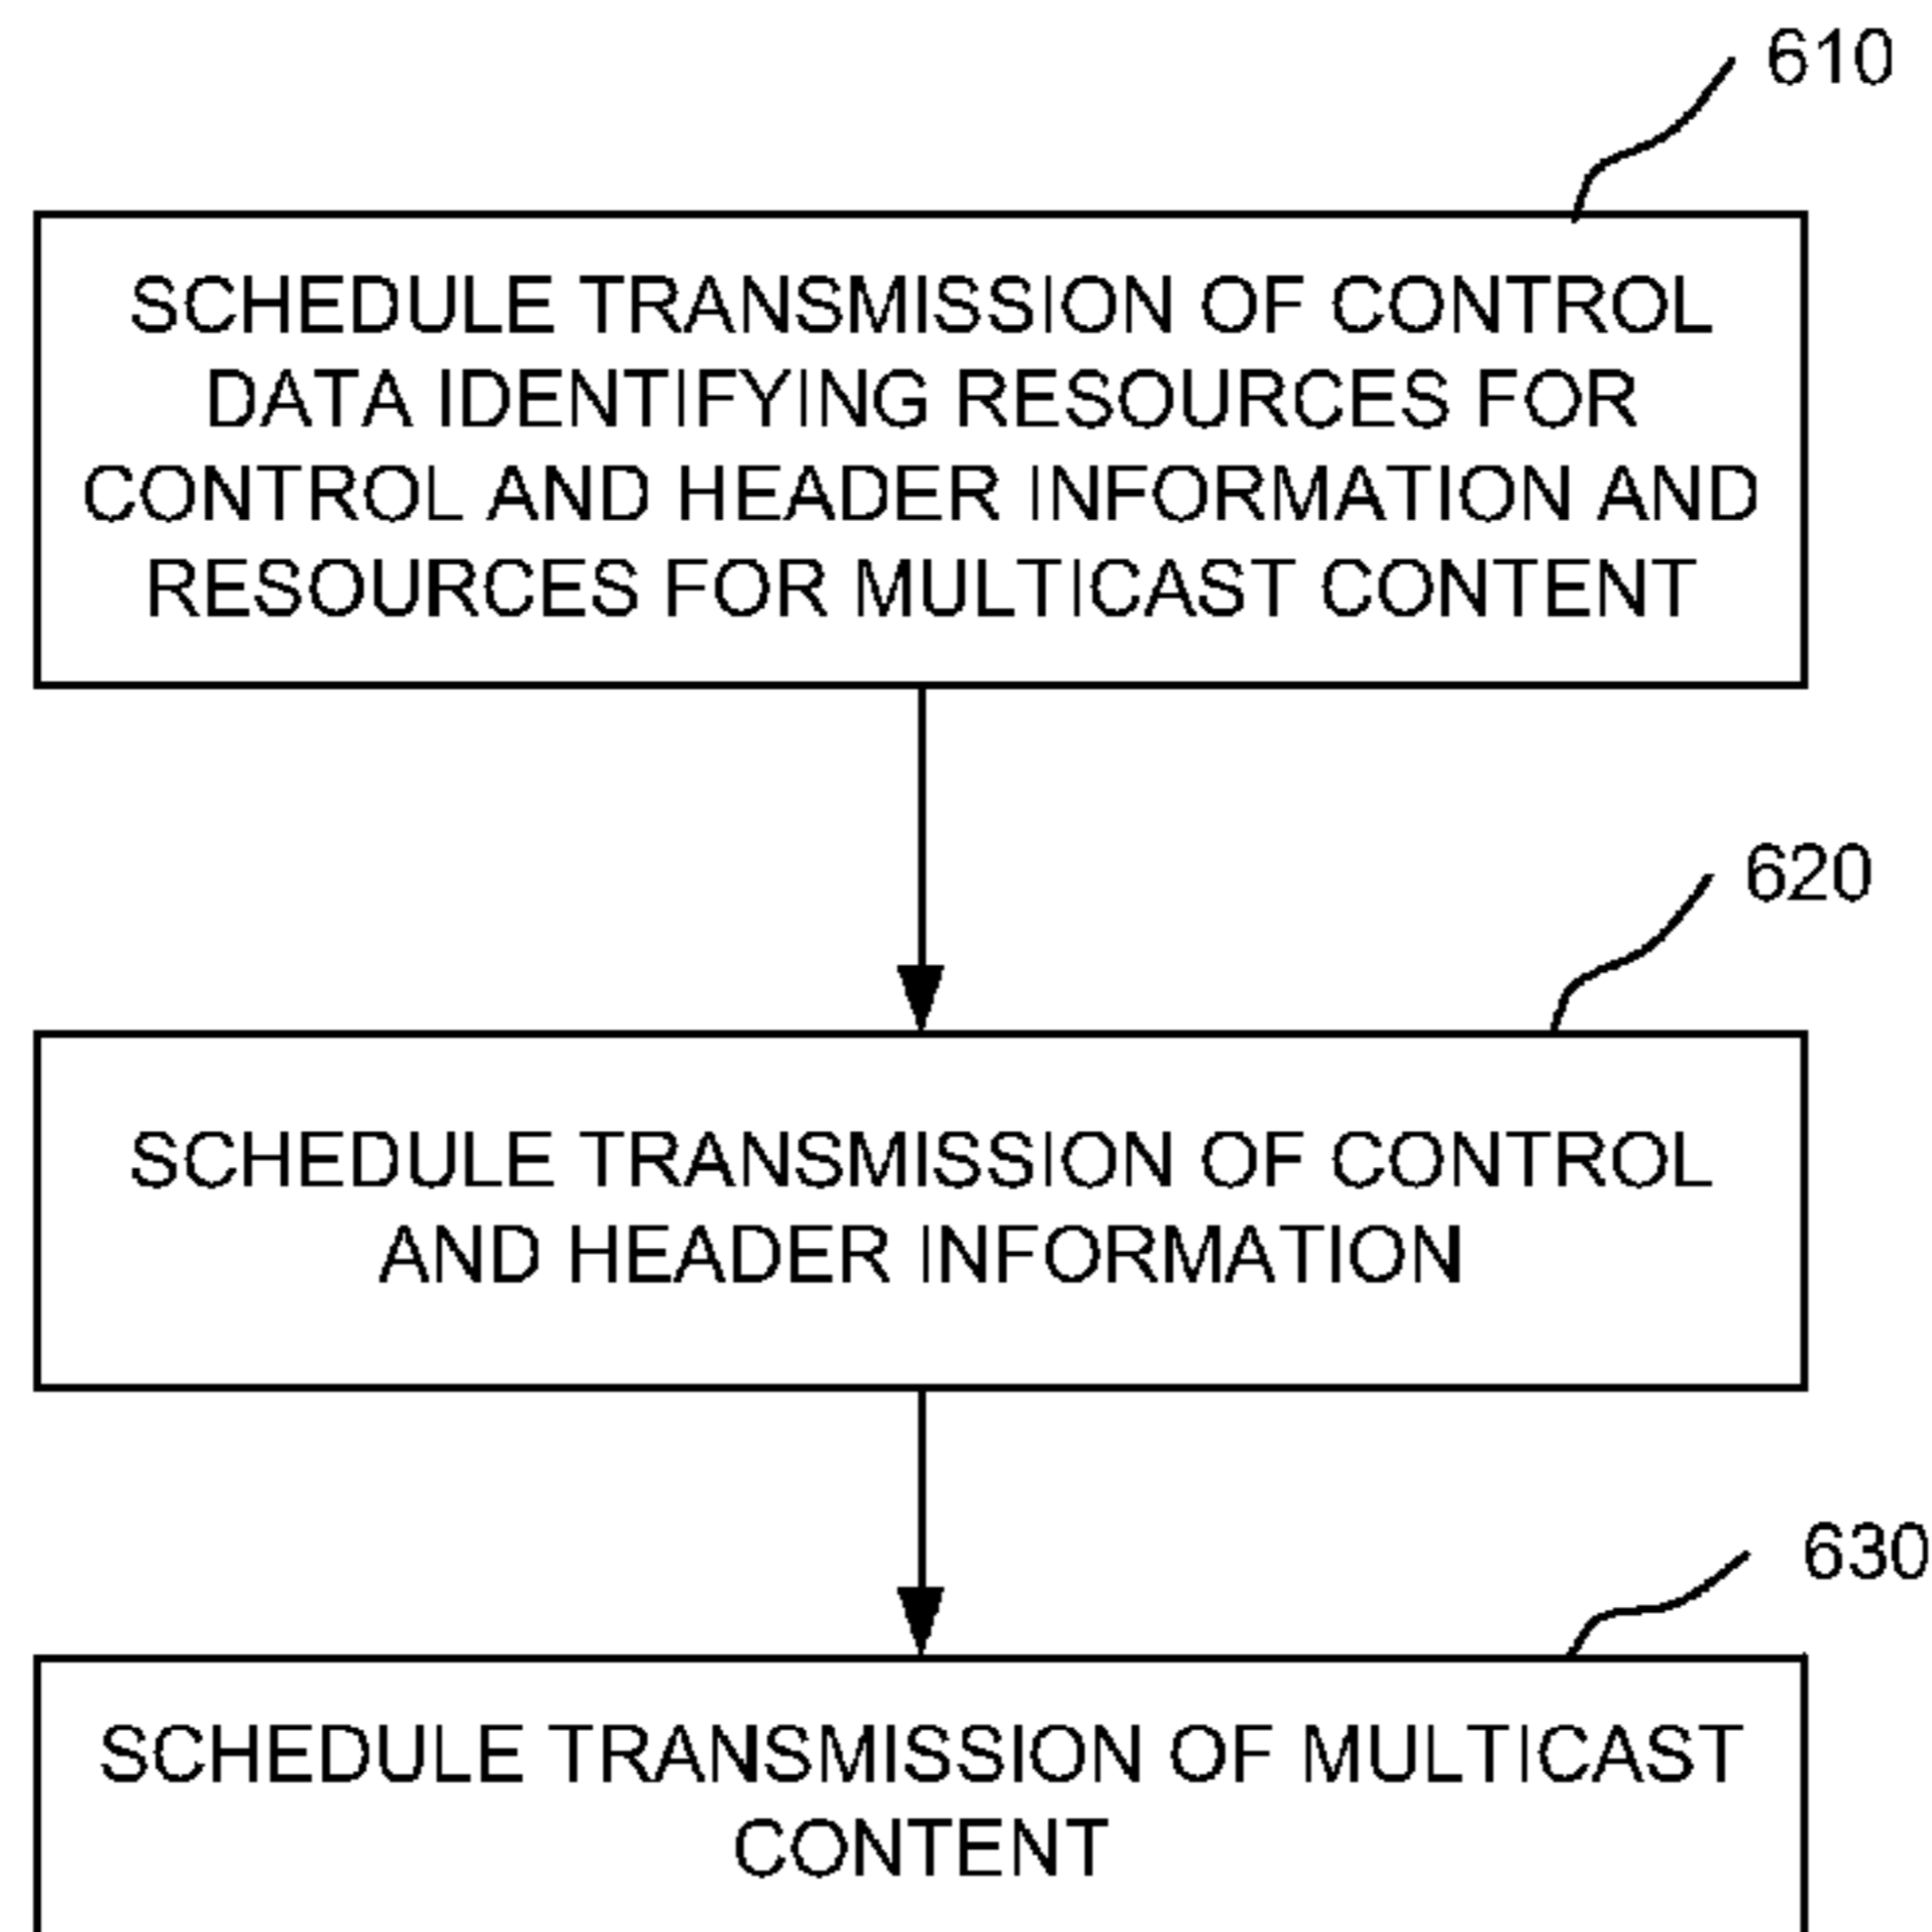 610
SCHEDULE TRANSMISSION OF CONTROL
DATA IDENTIFYING RESOURCES FOR
CONTROL AND HEADER INFORMATION AND
RESOURCES FOR MULTICAST CONTENT
620
SCHEDULE TRANSMISSION OF CONTROL
AND HEADER INFORMATION
630
SCHEDULE TRANSMISSION OF MULTICAST
CONTENT